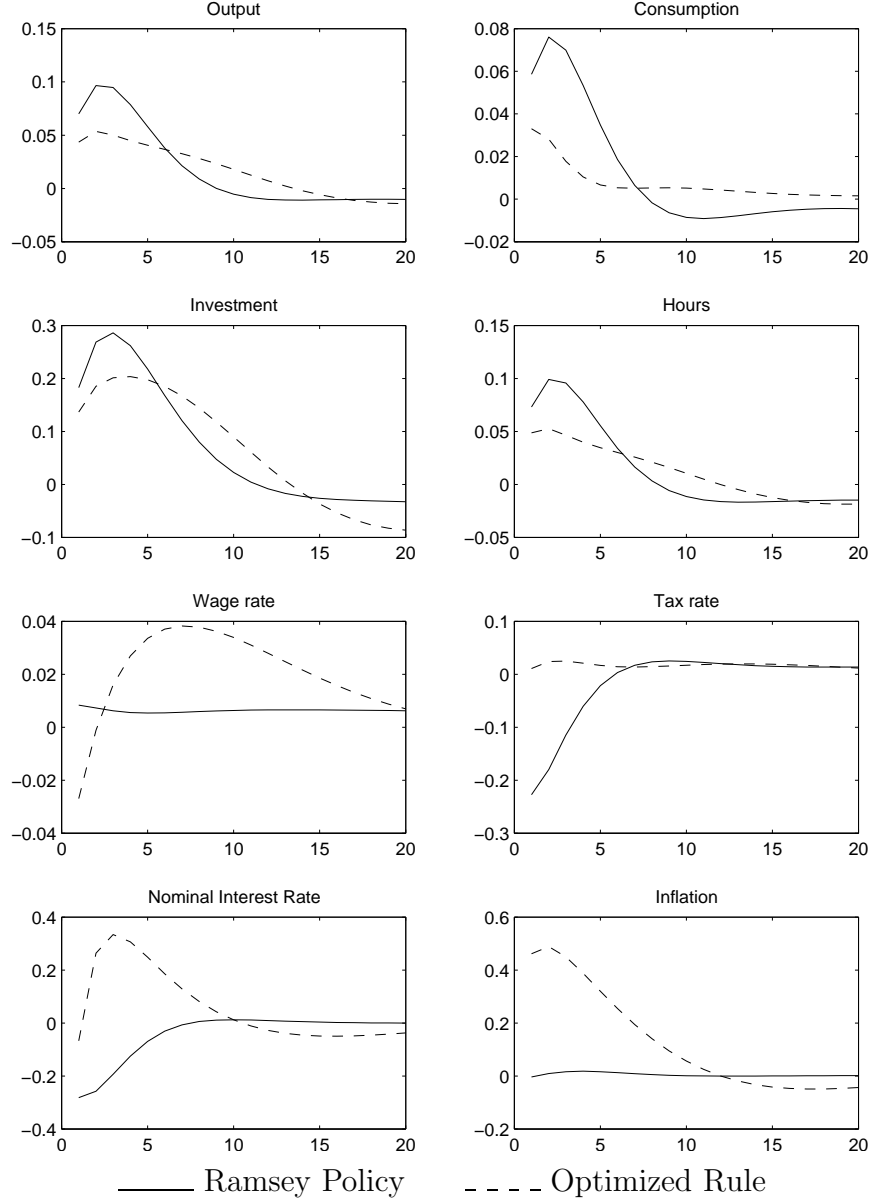 Output
0.15
0.1
0.05
0
−0.05
0 5 10 15 20
Consumption
0.08
0.06
0.04
0.02
0
−0.02
0 5 10 15 20
Investment
0.3
0.2
0.1
0
−0.1
0 5 10 15 20
Hours
0.15
0.1
0.05
0
−0.05
0 5 10 15 20
Wage rate
0.04
0.02
0
−0.02
−0.04
0 5 10 15 20
Tax rate
0.1
0
−0.1
−0.2
−0.3
0 5 10 15 20
Nominal Interest Rate
0.4
0.2
0
−0.2
−0.4
0 5 10 15 20
Inflation
0.6
0.4
0.2
0
−0.2
0 5 10 15 20
Ramsey Policy
Optimized Rule